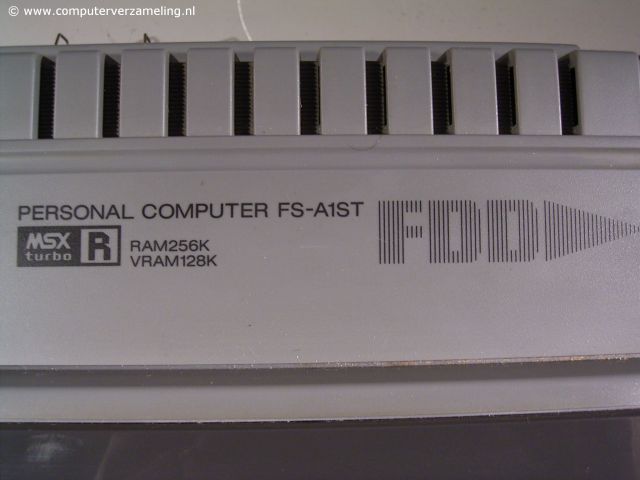 © www.computerverzameling.nl
PERSONAL COMPUTER FS-A1ST
MSX turbo R
RAM256K
VRAM128K
FDD